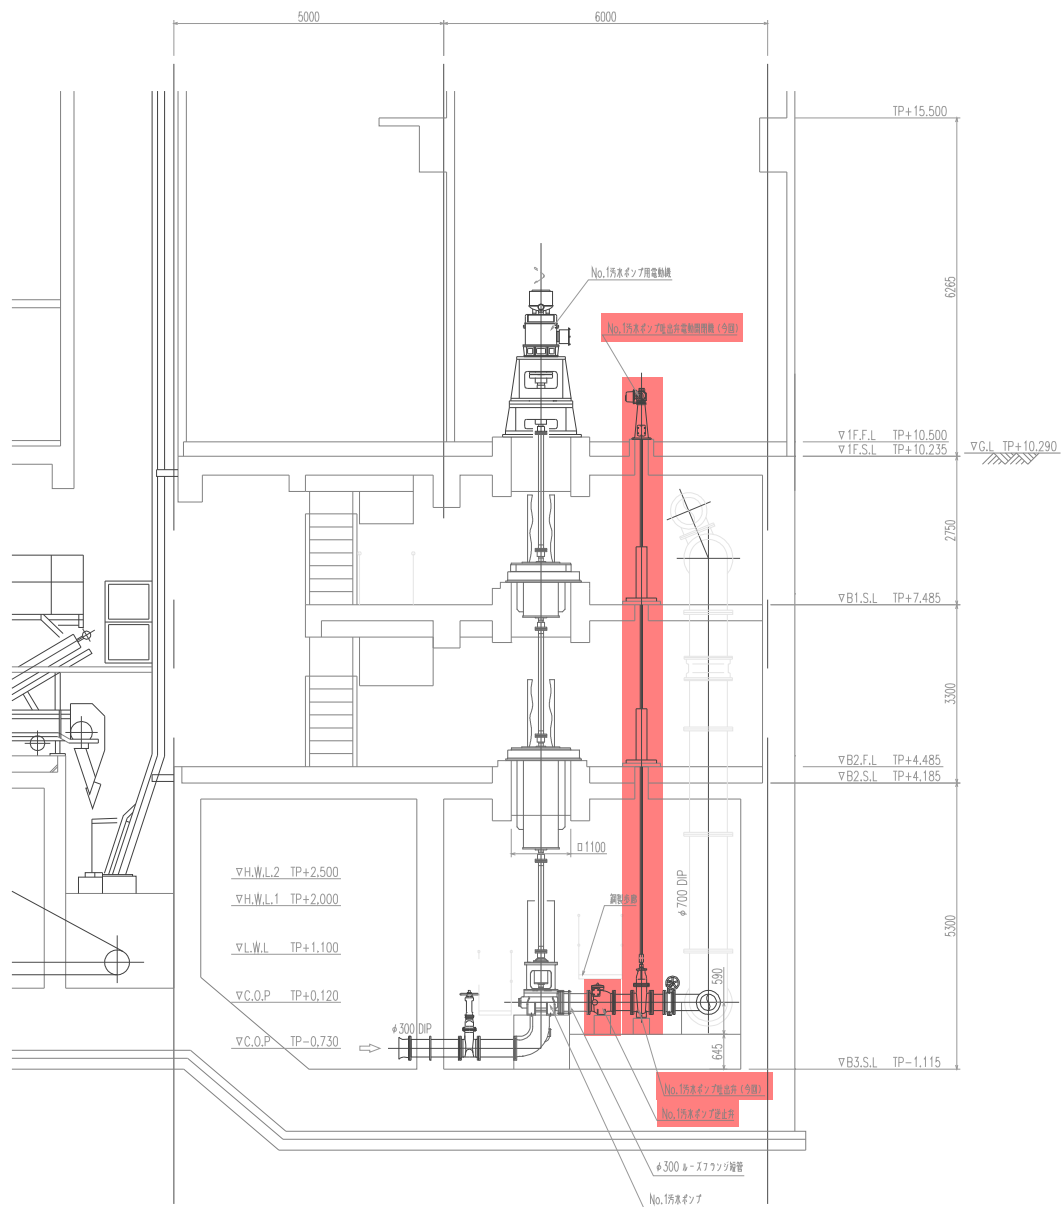 5000
6000
TP+15.500
6265
No.1汚水ポンプ用電動機
No.1汚水ポンプ吐出弁電動開閉機(今回)
▽1F.F.L TP+10.500
▽1F.S.L TP+10.235
▽G.L TP+10.290
2750
▽B1.S.L TP+7.485
3300
▽B2.F.L TP+4.485
▽B2.S.L TP+4.185
□1100
▽H.W.L.2 TP+2.500
▽H.W.L.1 TP+2.000
φ700 DIP
鋼製歩廊
5300
▽L.W.L TP+1.100
590
▽C.O.P TP+0.120
φ300 DIP
▽C.O.P TP-0.730
645
▽B3.S.L TP-1.115
No.1汚水ポンプ吐出弁(今回)
No.1汚水ポンプ逆止弁
φ300 ルーズフランジ短管
No.1汚水ポンプ